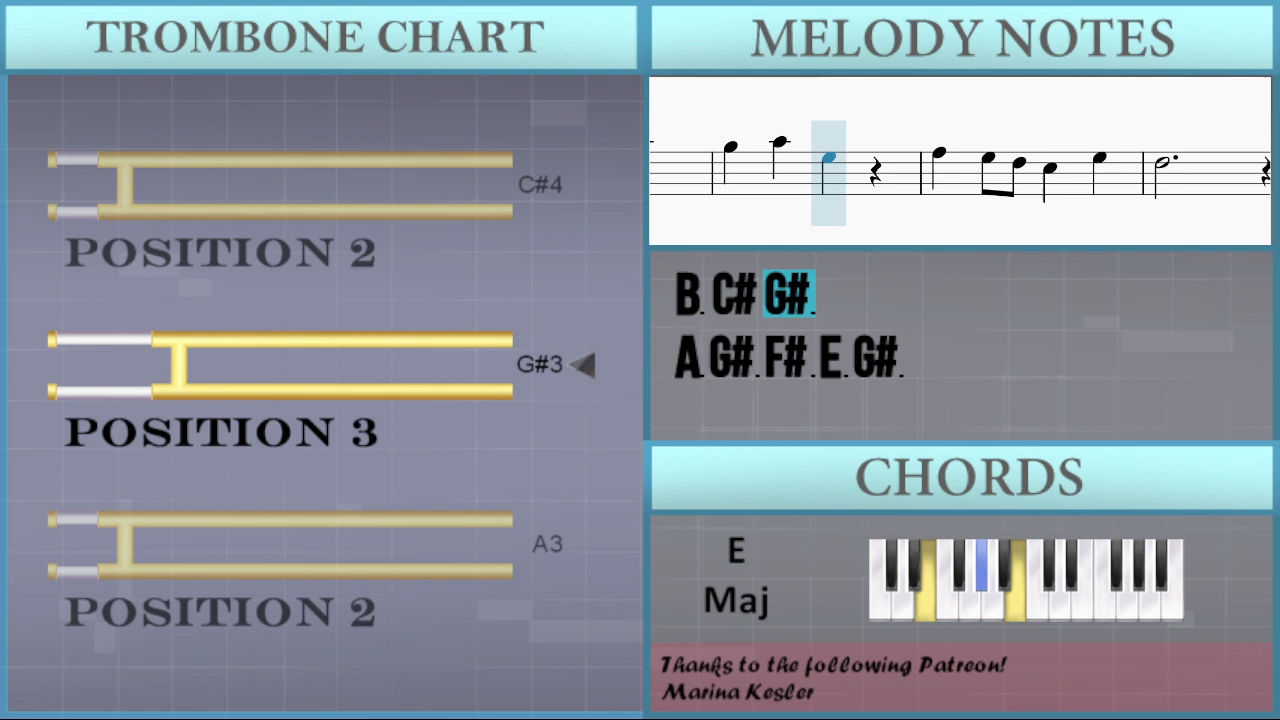 TROMBONE CHART
C#4
POSITION 2
G#3
POSITION 3
A3
POSITION 2
MELODY NOTES
B. C# G#.
A. G#. F#. E. G#.
CHORDS
E
Maj
Thanks to the following Patreon!
Marina Kesler